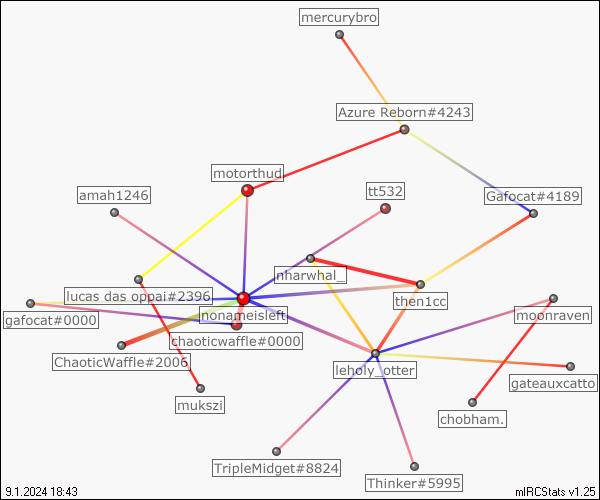 mercurybro
Azure Reborn#4243
motorthud
tt532
amah1246
Gafocat#4189
nharwhal_
lucas das oppai#2396
then1cc
nonameisleft
moonraven
gafocat#0000
chaoticwaffle#0000
ChaoticWaffle#2006
leholy_otter
gateauxcatto
mukszi
chobham.
TripleMidget#8824
Thinker#5995
9.1.2024 18:43
mIRCStats v1.25